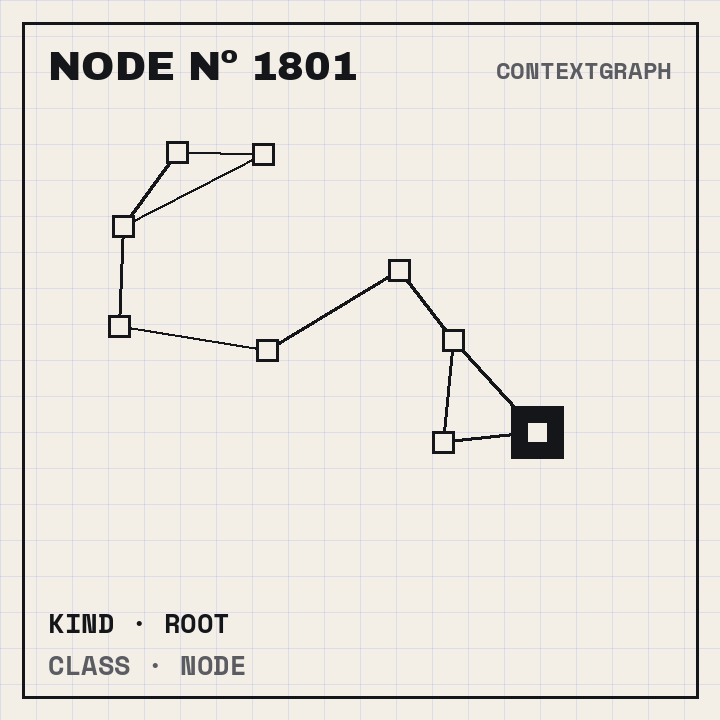 NODE Nº 1801
CONTEXTGRAPH
KIND · ROOT
CLASS · NODE